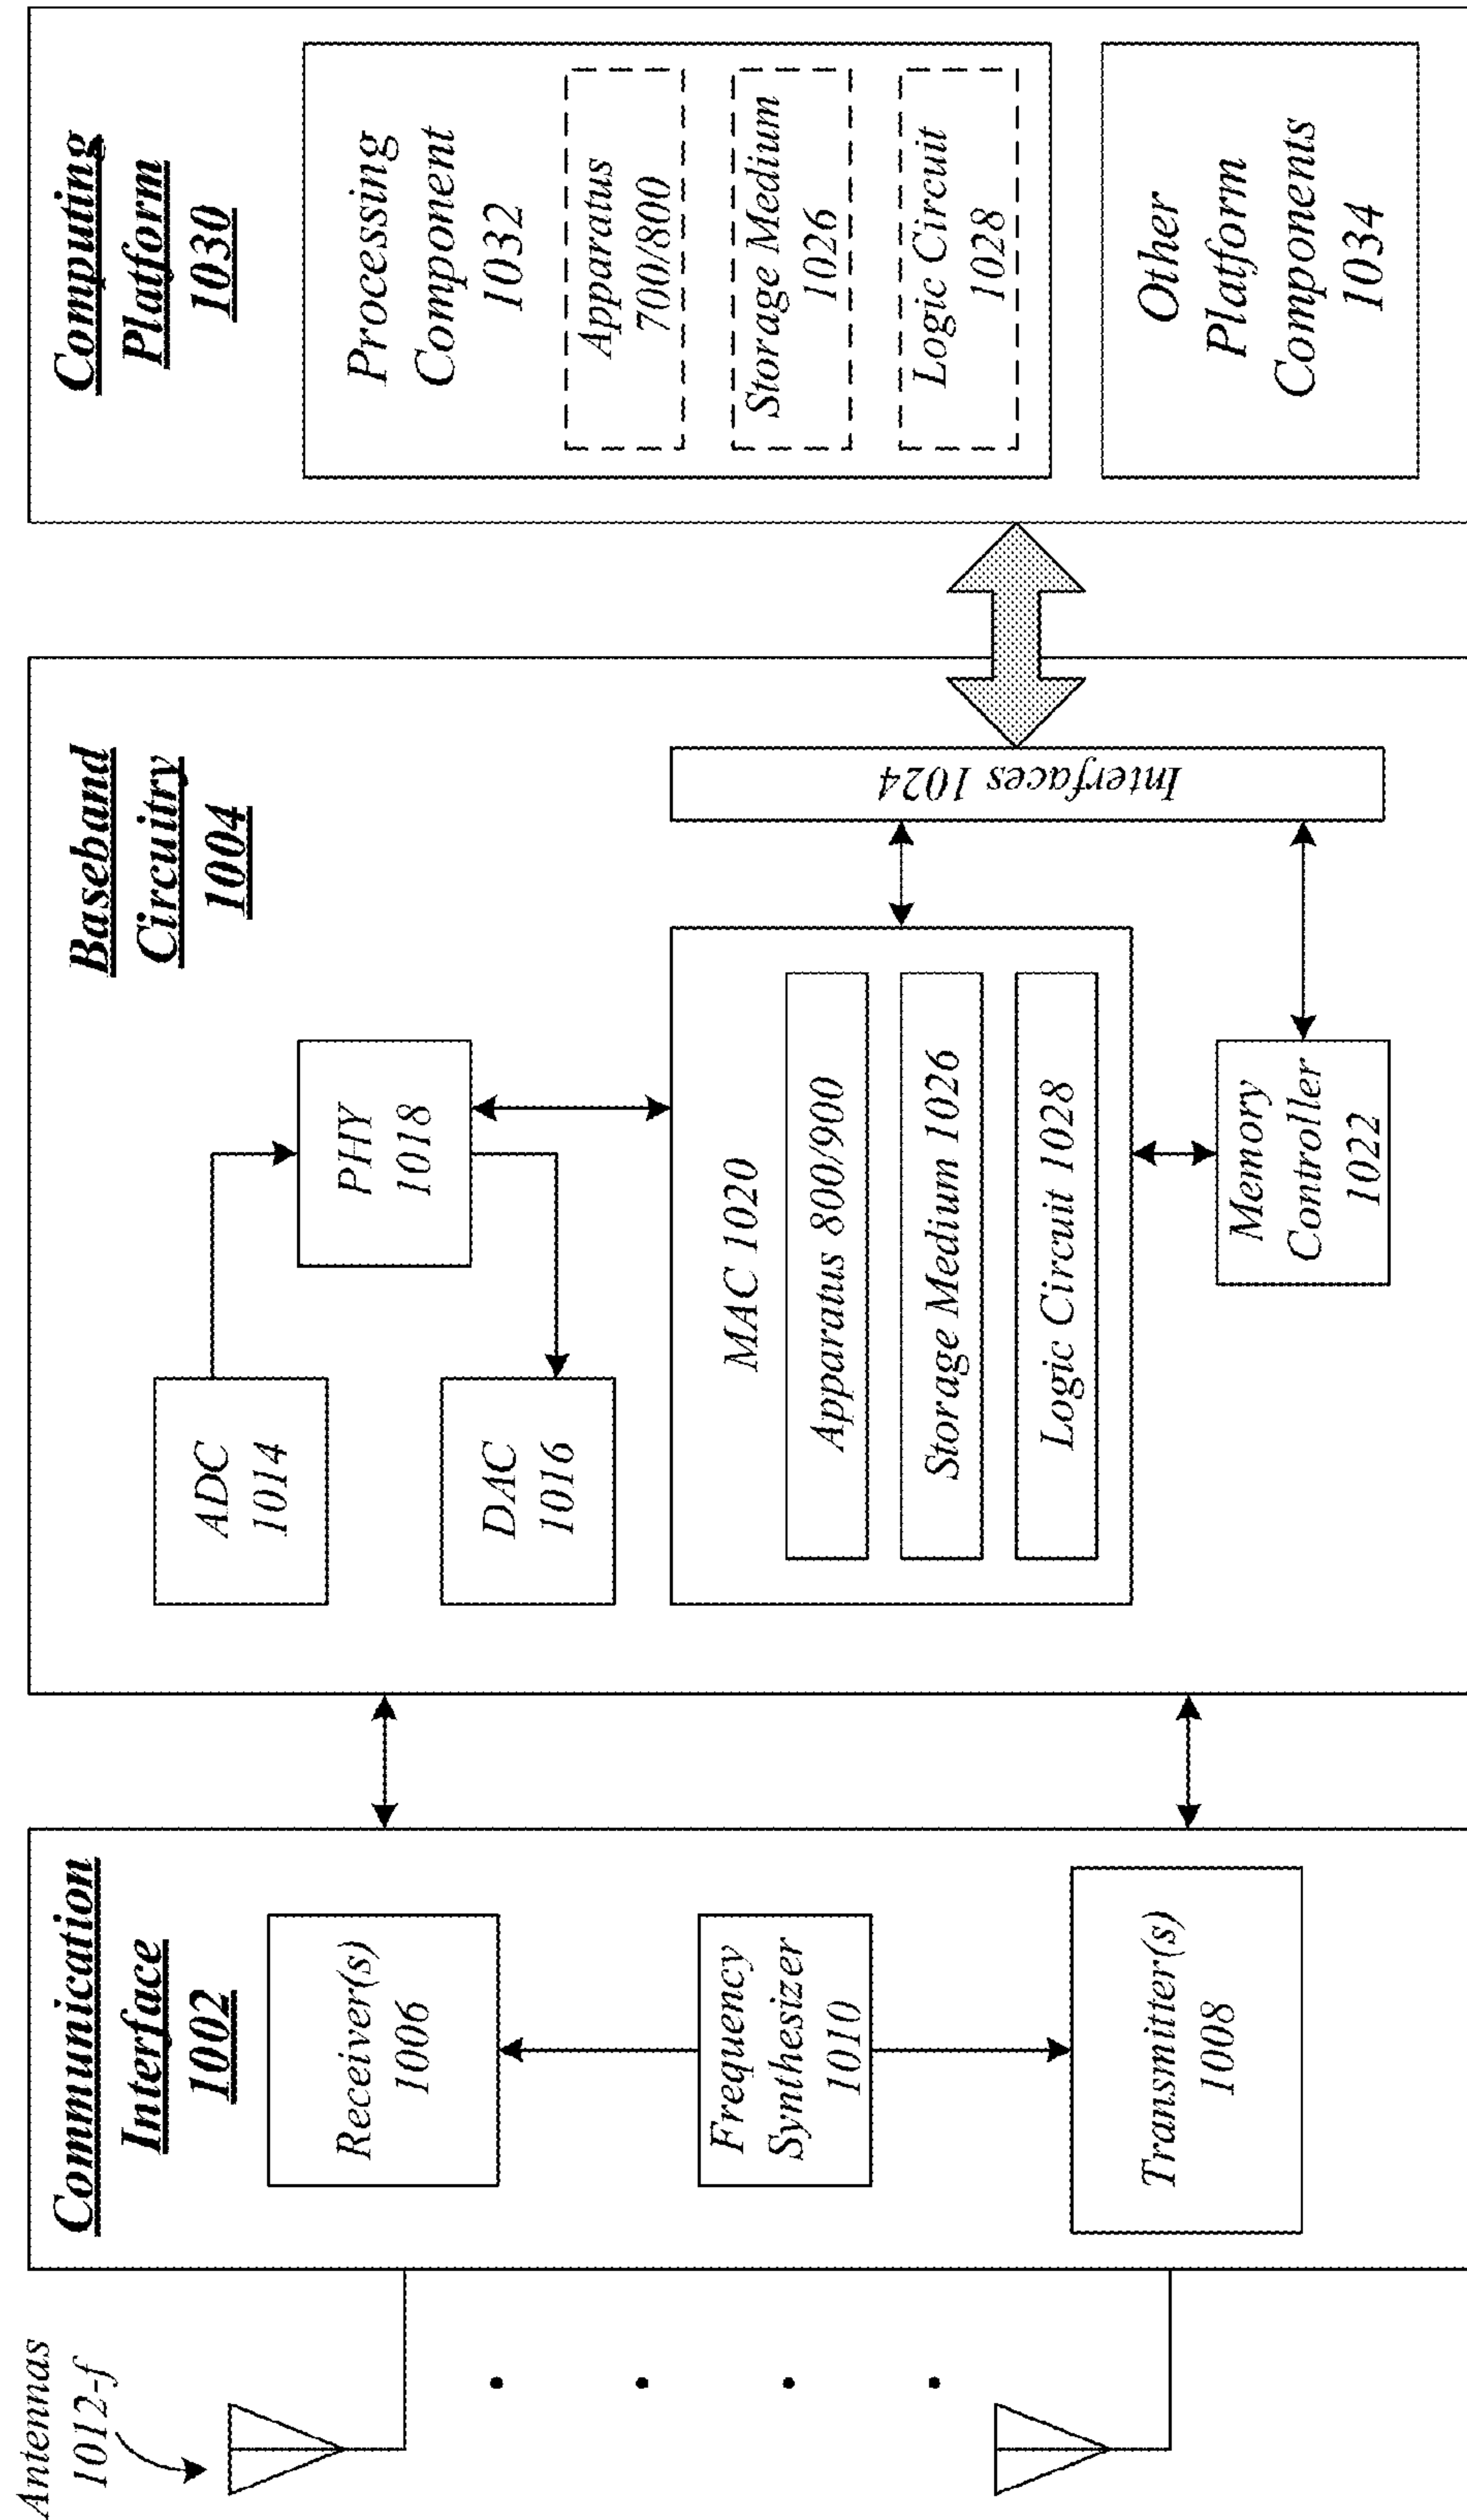 Antennas
1012-f
Communication
Interface
1002
Receiver(s)
1006
Frequency
Synthesizer
1010
Transmitter(s)
1008
Baseband
Circuitry
1004
ADC
1014
PHY
1018
DAC
1016
MAC 1020
Apparatus 800/900
Storage Medium 1026
Logic Circuit 1028
Memory
Controller
1022
Interfaces 1024
Computing
Platform
1030
Processing
Component
1032
Apparatus
700/800
Storage Medium
1026
Logic Circuit
1028
Other
Platform
Components
1034